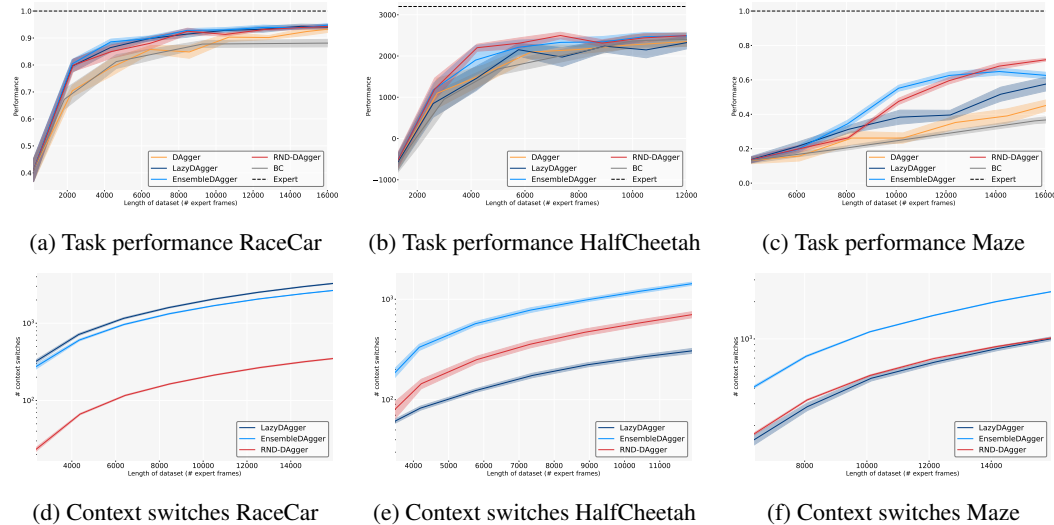 1.0
0.9
0.8
0.7
0.6
0.5
0.4
Performance
2000 4000 6000 8000 10000 12000 14000 16000
Length of dataset (# expert frames)
DAgger
LazyDAgger
EnsembleDAgger
RND-DAgger
BC
Expert
3000
2000
1000
0
−1000
Performance
2000 4000 6000 8000 10000 12000
Length of dataset (# expert frames)
DAgger
LazyDAgger
EnsembleDAgger
RND-DAgger
BC
Expert
1.0
0.8
0.6
0.4
0.2
0.0
Performance
6000 8000 10000 12000 14000 16000
Length of dataset (# expert frames)
DAgger
LazyDAgger
EnsembleDAgger
RND-DAgger
BC
Expert
(a) Task performance RaceCar
(b) Task performance HalfCheetah
(c) Task performance Maze
10³
10²
# context switches
4000 6000 8000 10000 12000 14000
Length of dataset (# expert frames)
LazyDAgger
EnsembleDAgger
RND-DAgger
10³
10²
# context switches
4000 5000 6000 7000 8000 9000 10000 11000
Length of dataset (# expert frames)
LazyDAgger
EnsembleDAgger
RND-DAgger
10³
# context switches
8000 10000 12000 14000
Length of dataset (# expert frames)
LazyDAgger
EnsembleDAgger
RND-DAgger
(d) Context switches RaceCar
(e) Context switches HalfCheetah
(f) Context switches Maze